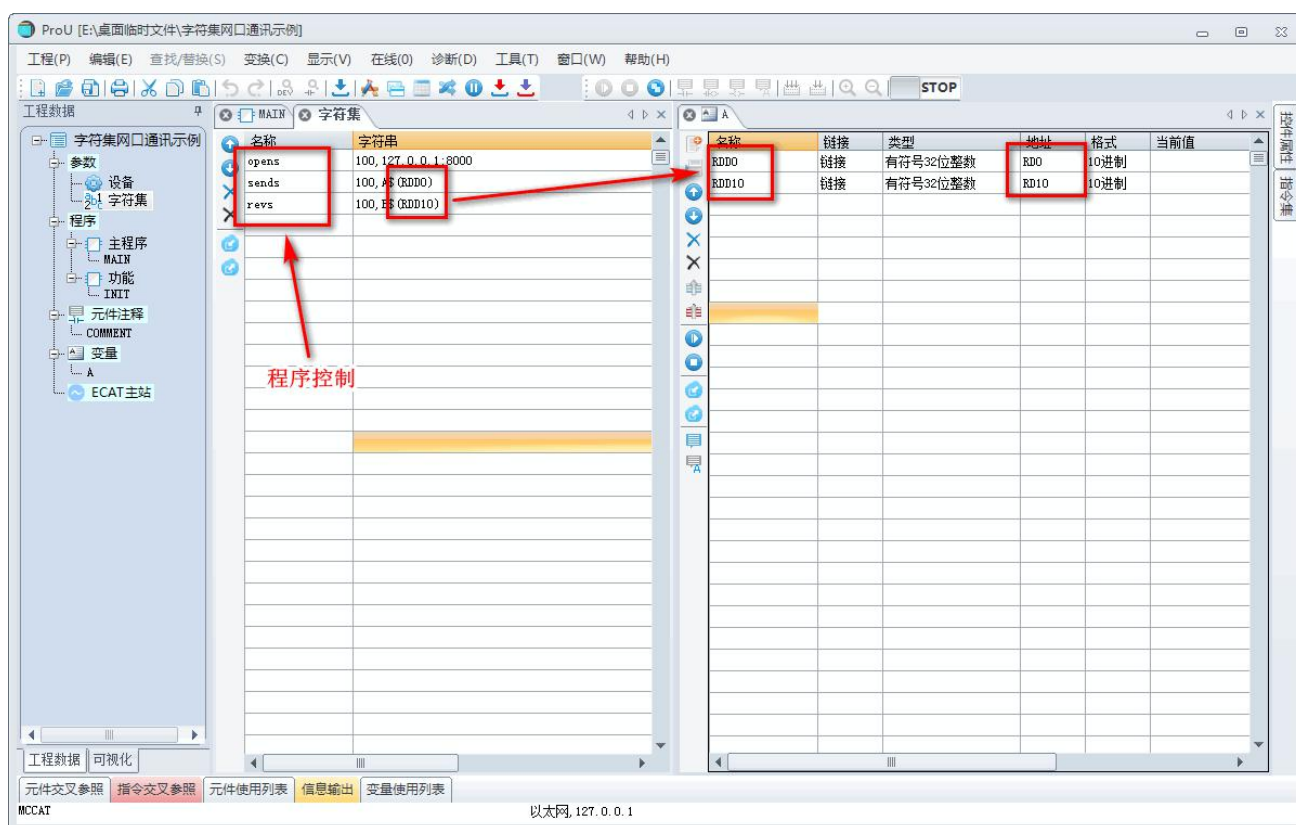 ProU [E:\桌面临时文件\字符集网口通讯示例]
工程(P) 编辑(E) 查找/替换(S) 变换(C) 显示(V) 在线(O) 诊断(D) 工具(T) 窗口(W) 帮助(H)
STOP
工程数据
字符集网口通讯示例
参数
设备
字符集
程序
主程序
MAIN
功能
INIT
元件注释
COMMENT
变量
A
ECAT主站
工程数据 可视化
MAIN 字符集
名称 字符串
opens 100,127.0.0.1:8000
sends 100,A$(RDD0)
revs 100,B$(RDD10)
程序控制
A
名称 链接 类型 地址 格式 当前值
RDD0 链接 有符号32位整数 RD0 10进制
RDD10 链接 有符号32位整数 RD10 10进制
控件属性
指令集
元件交叉参照 指令交叉参照 元件使用列表 信息输出 变量使用列表
MCCAT 以太网,127.0.0.1